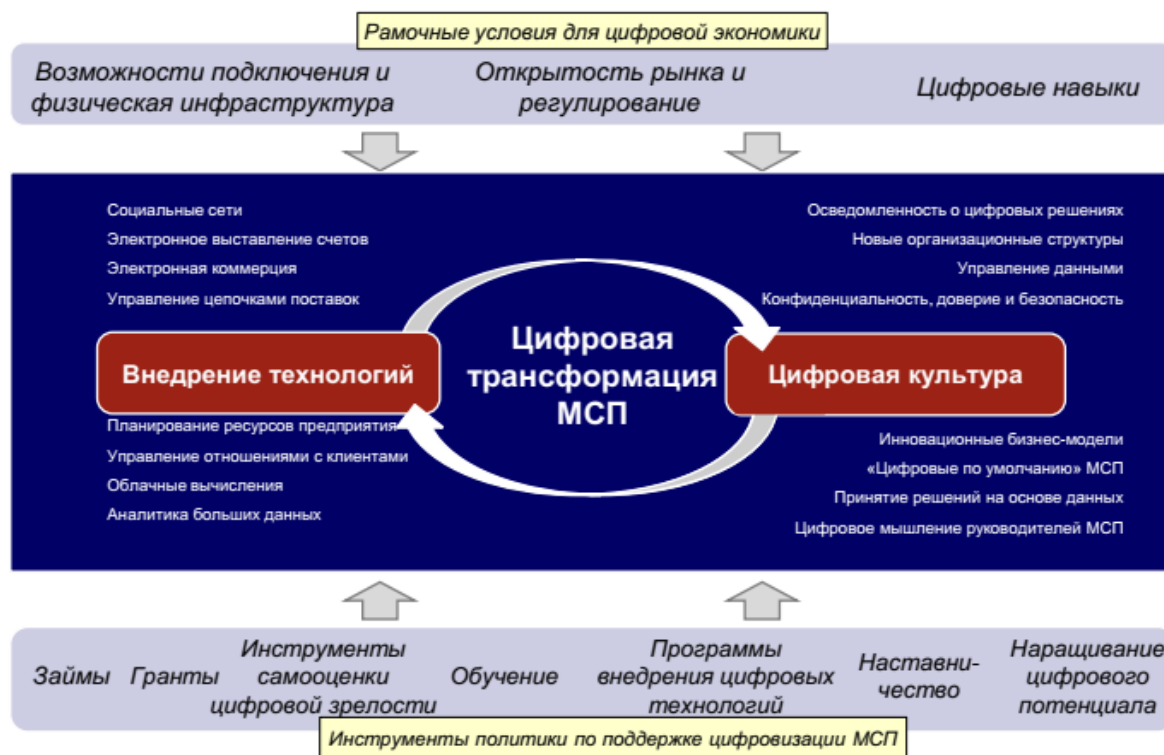 Рамочные условия для цифровой экономики
Возможности подключения и
физическая инфраструктура
Открытость рынка и
регулирование
Цифровые навыки
Социальные сети
Электронное выставление счетов
Электронная коммерция
Управление цепочками поставок
Осведомленность о цифровых решениях
Новые организационные структуры
Управление данными
Конфиденциальность, доверие и безопасность
Внедрение технологий
Цифровая
трансформация
МСП
Цифровая культура
Планирование ресурсов предприятия
Управление отношениями с клиентами
Облачные вычисления
Аналитика больших данных
Инновационные бизнес-модели
«Цифровые по умолчанию» МСП
Принятие решений на основе данных
Цифровое мышление руководителей МСП
Займы
Гранты
Инструменты
самооценки
цифровой зрелости
Обучение
Программы
внедрения цифровых
технологий
Наставни-
чество
Наращивание
цифрового
потенциала
Инструменты политики по поддержке цифровизации МСП